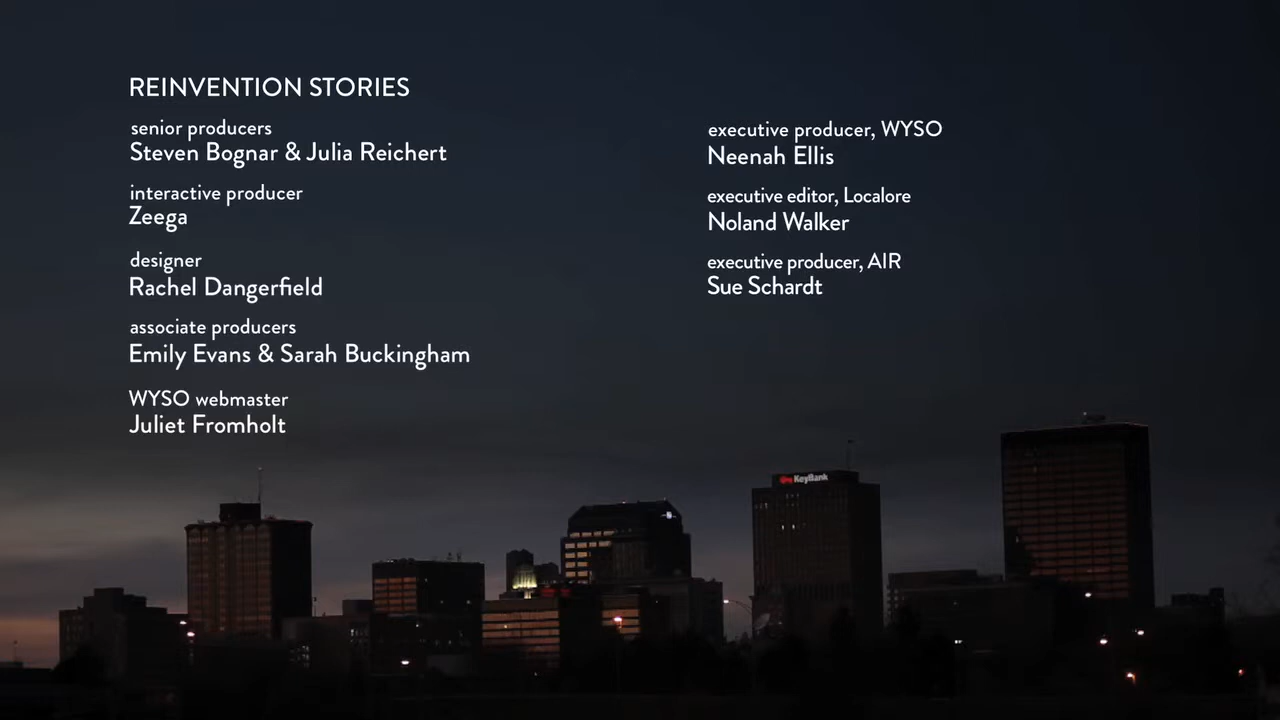 REINVENTION STORIES
senior producers
Steven Bognar & Julia Reichert
interactive producer
Zeega
designer
Rachel Dangerfield
associate producers
Emily Evans & Sarah Buckingham
WYSO webmaster
Juliet Fromholt
executive producer, WYSO
Neenah Ellis
executive editor, Localore
Noland Walker
executive producer, AIR
Sue Schardt
KeyBank